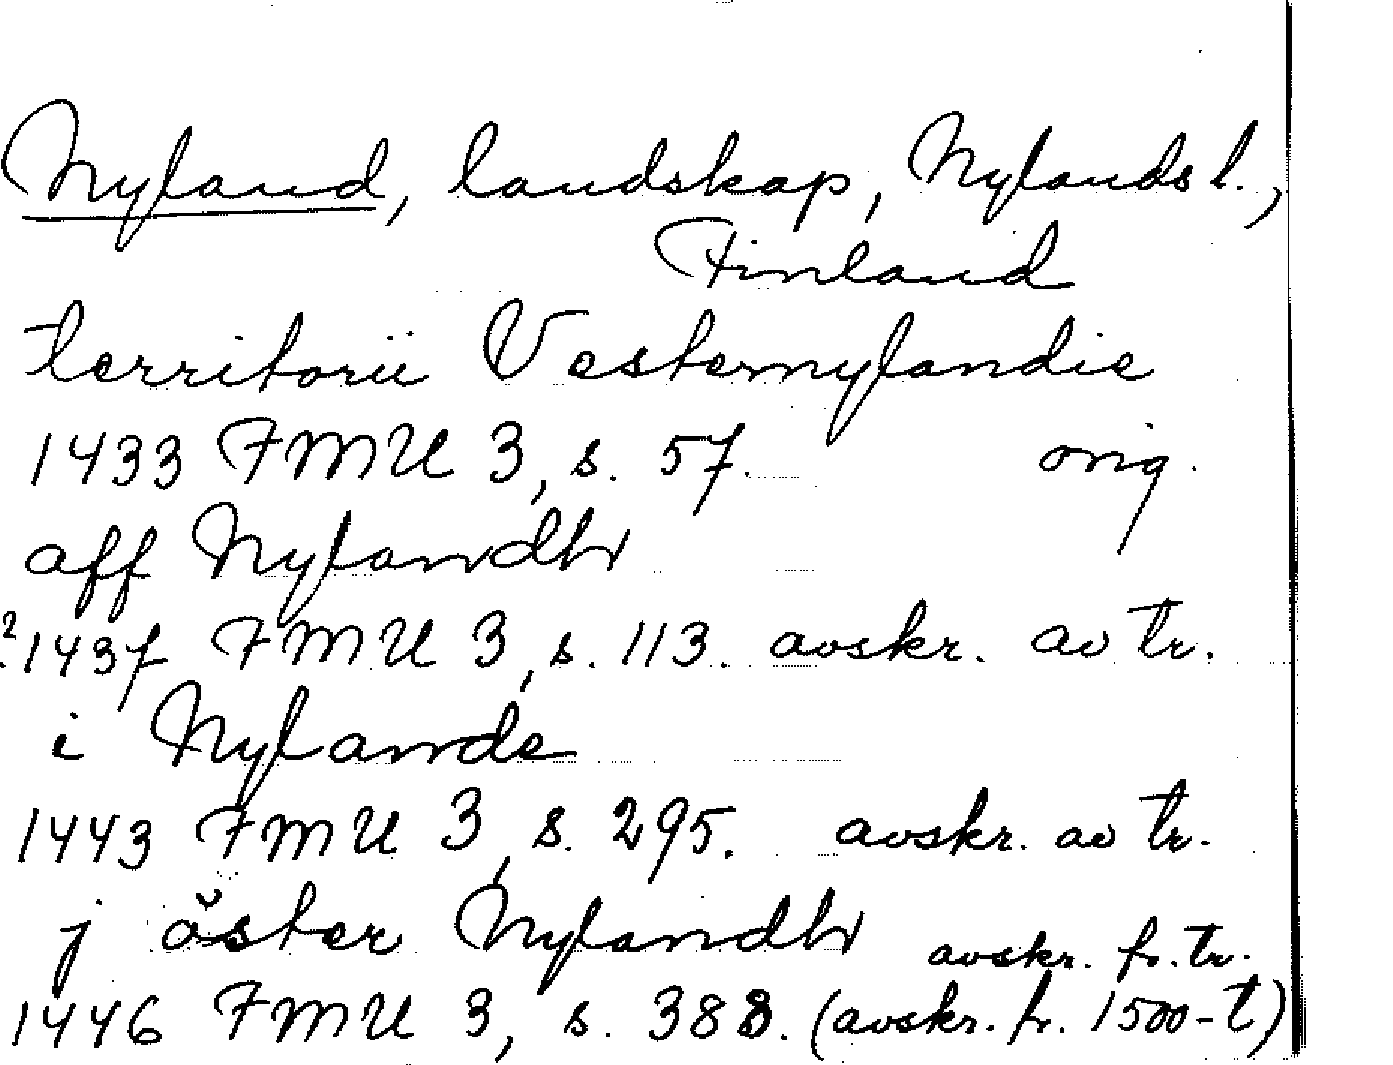 Nyland, landskap, Nylands l.,
Finland
territorii Vesternylandie
1433 FMU 3, s. 57. orig.
aff Nylandh
1437 FMU 3, s. 113. avskr. av tr.
i Nylande
1443 FMU 3, s. 295. avskr. av tr.
j öster Nylandh avskr. fr. tr.
1446 FMU 3, s. 388. (avskr. fr. 1500-t)